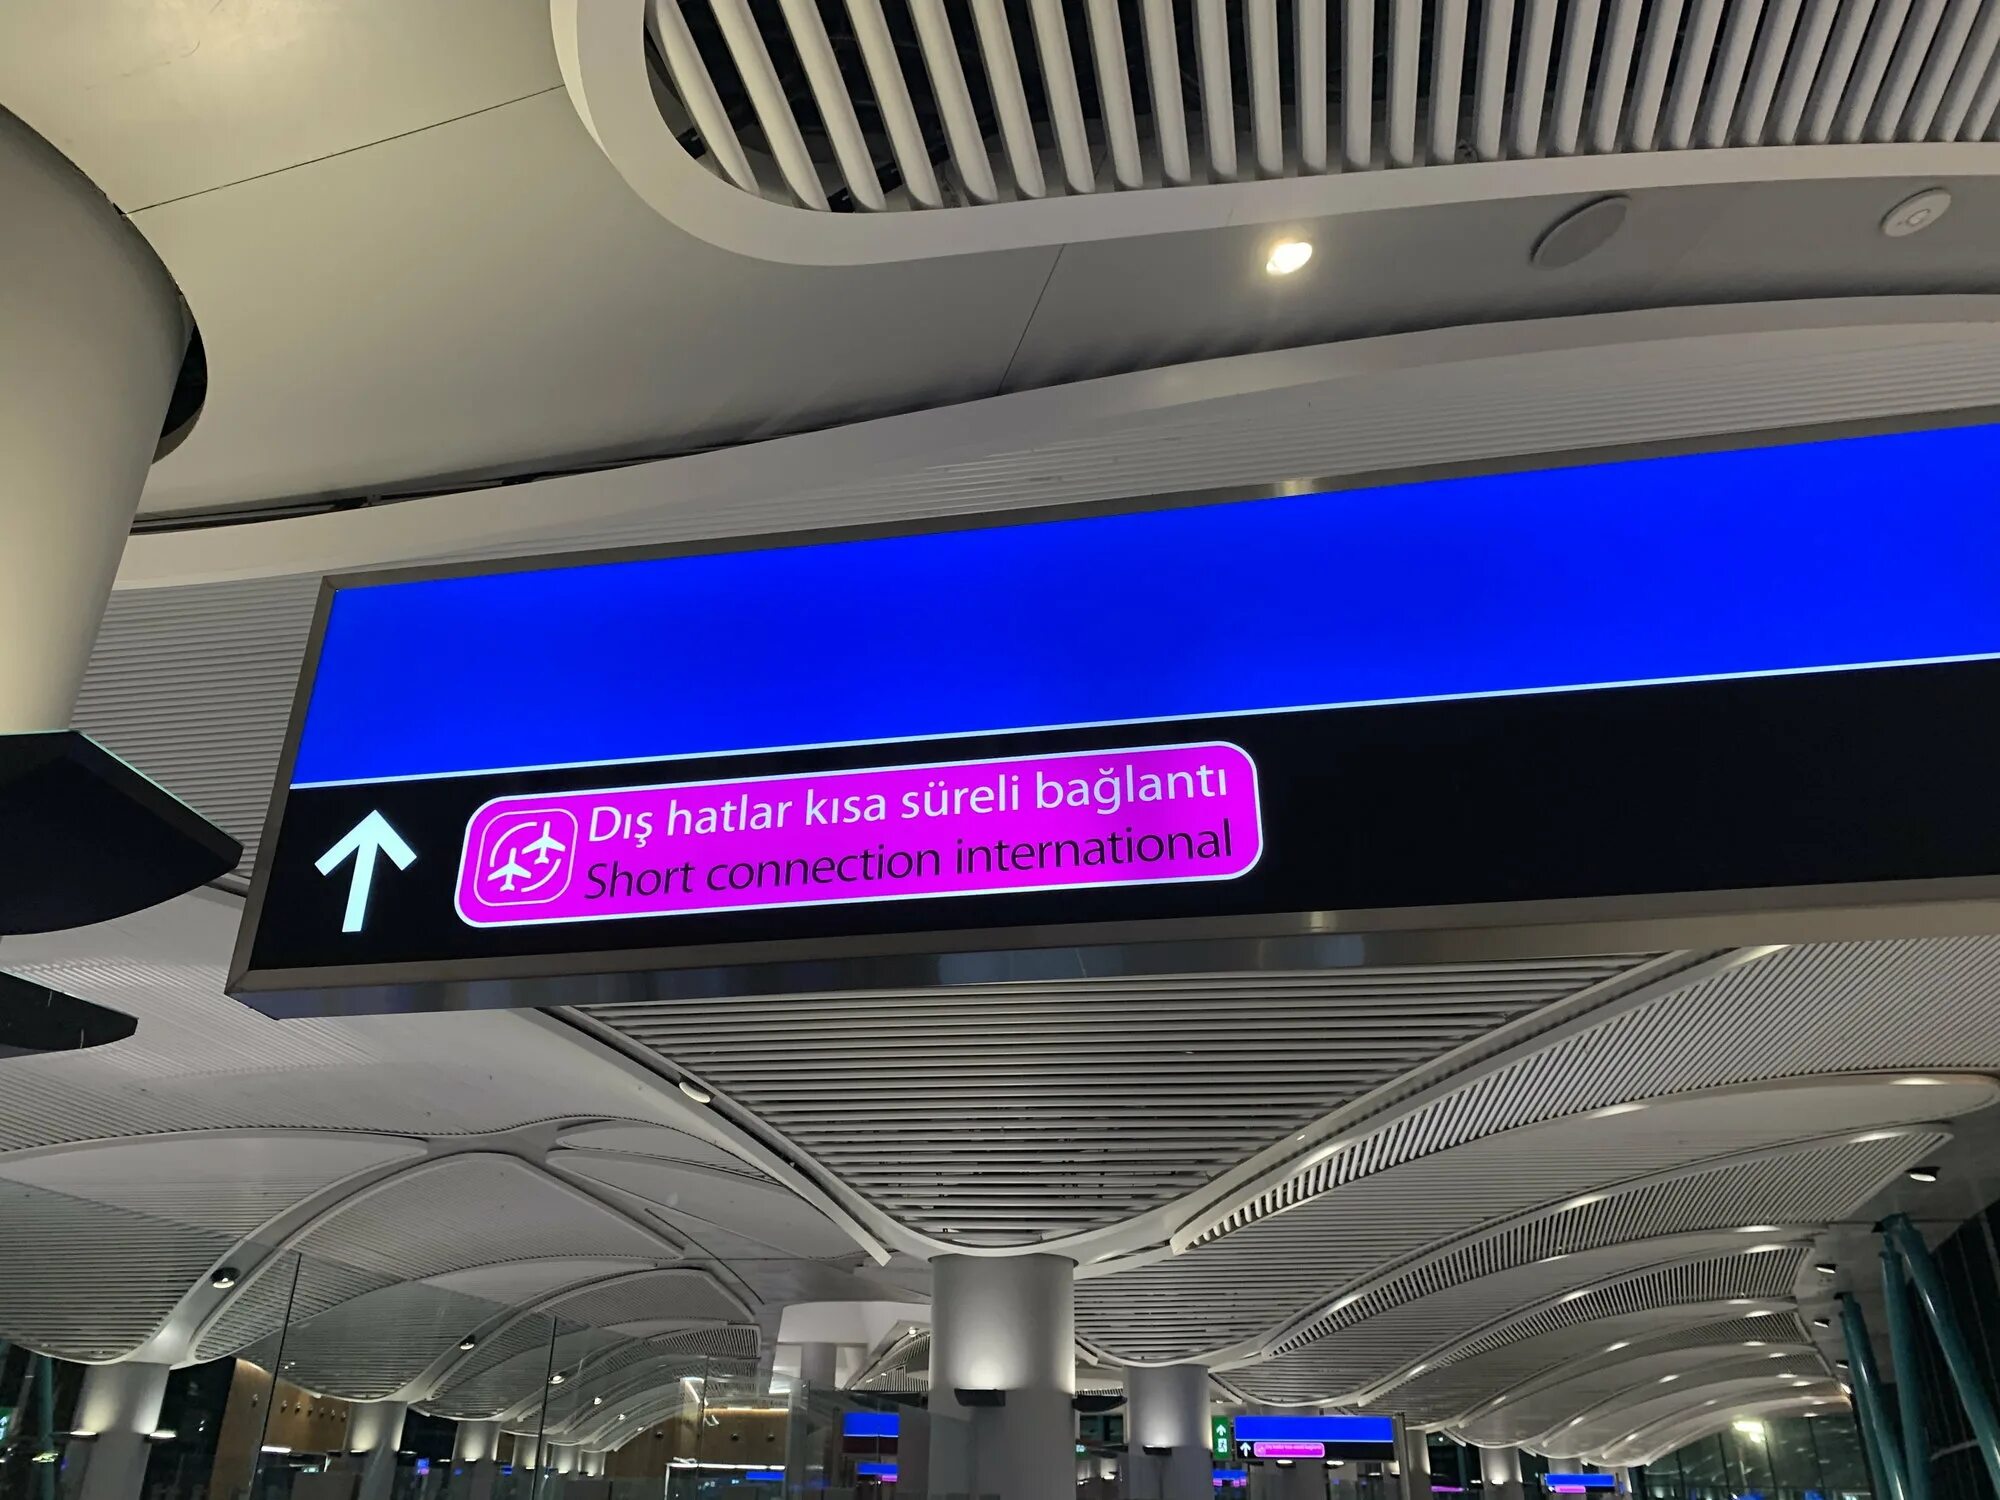 Dış hatlar kısa süreli bağlantı
Short connection international